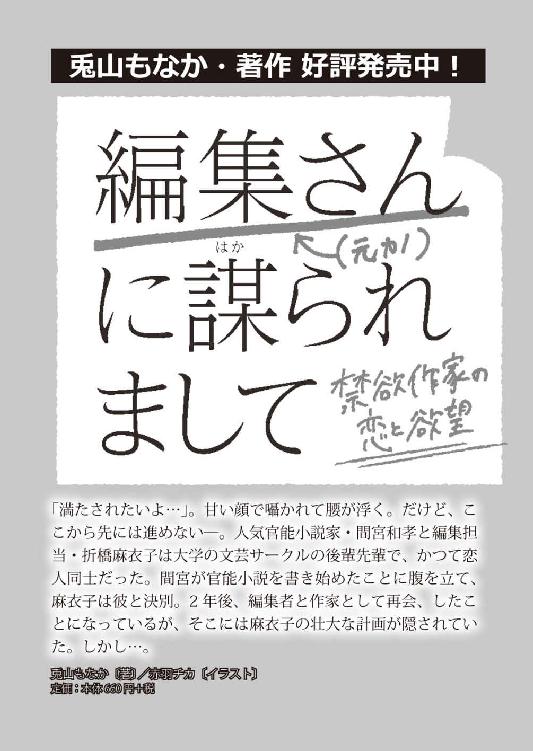 兎山もなか・著作 好評発売中！
編集さん
（元カノ）
はか
に謀られ
まして
禁欲作家の
恋と欲望
「満たされたいよ…」。甘い顔で囁かれて腰が浮く。だけど、こ
こから先には進めない―。人気官能小説家・間宮和孝と編集担
当・折橋麻衣子は大学の文芸サークルの後輩先輩で、かつて恋
人同士だった。間宮が官能小説を書き始めたことに腹を立て、
麻衣子は彼と決別。2 年後、編集者と作家として再会、したこ
とになっているが、そこには麻衣子の壮大な計画が隠されてい
た。しかし…。
兎山もなか〔著〕／赤羽チカ〔イラスト〕
定価：本体 660 円＋税